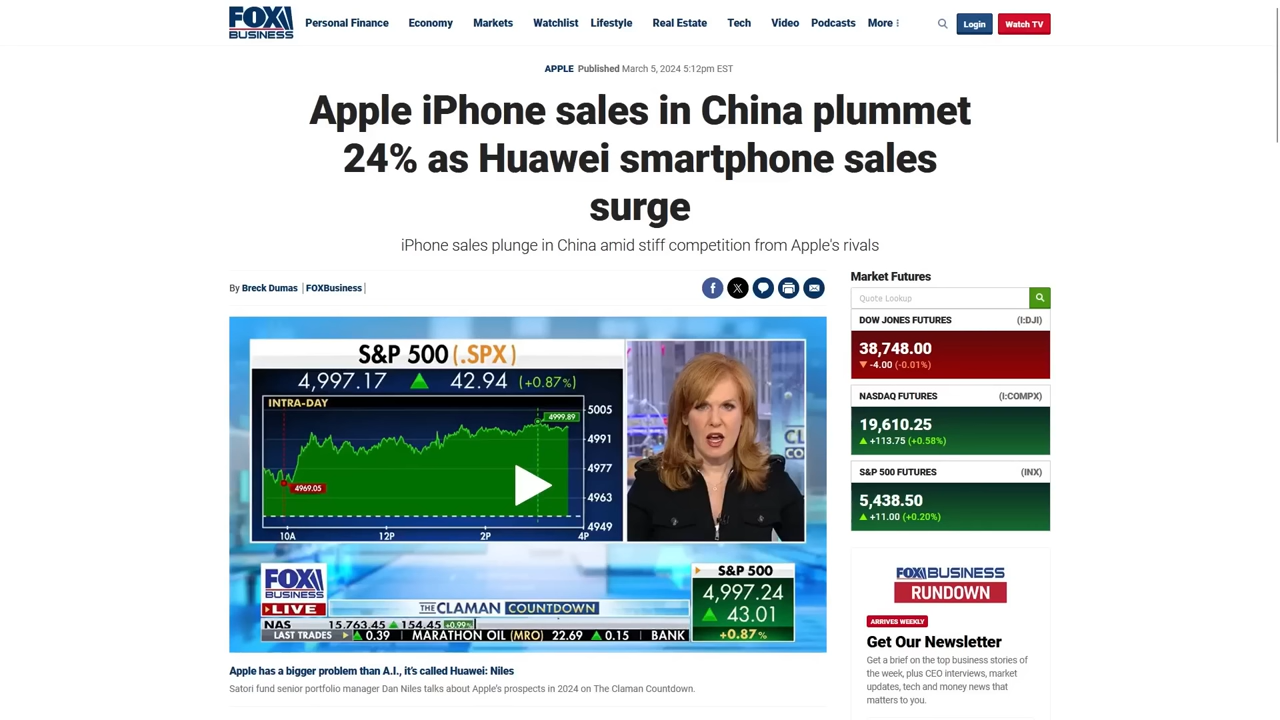 FOX
BUSINESS
Personal Finance Economy Markets Watchlist Lifestyle Real Estate Tech Video Podcasts More
Login
Watch TV
APPLE Published March 5, 2024 5:12pm EST
Apple iPhone sales in China plummet
24% as Huawei smartphone sales
surge
iPhone sales plunge in China amid stiff competition from Apple's rivals
By Breck Dumas | FOXBusiness |
Market Futures
Quote Lookup
DOW JONES FUTURES (I:DJI)
38,748.00
▼ -4.00 (-0.01%)
NASDAQ FUTURES (I:COMPX)
19,610.25
▲ +113.75 (+0.58%)
S&P 500 FUTURES (INX)
5,438.50
▲ +11.00 (+0.20%)
S&P 500 (.SPX)
4,997.17 ▲ 42.94 (+0.87%)
INTRA-DAY
5005
4999.89
4991
4977
4969.05
4963
4949
10A 12P 2P 4P
CL
CO
FOX
BUSINESS
LIVE
THE CLAMAN COUNTDOWN
NAS 15,763.45 ▲ 154.45 +0.99%
LAST TRADES ▲ 0.39 MARATHON OIL (MRO) 22.69 ▲ 0.15 BANK
S&P 500
4,997.24
▲ 43.01
+0.87%
Apple has a bigger problem than A.I., it's called Huawei: Niles
Satori fund senior portfolio manager Dan Niles talks about Apple's prospects in 2024 on The Claman Countdown.
FOX BUSINESS
RUNDOWN
ARRIVES WEEKLY
Get Our Newsletter
Get a brief on the top business stories of
the week, plus CEO interviews, market
updates, tech and money news that
matters to you.